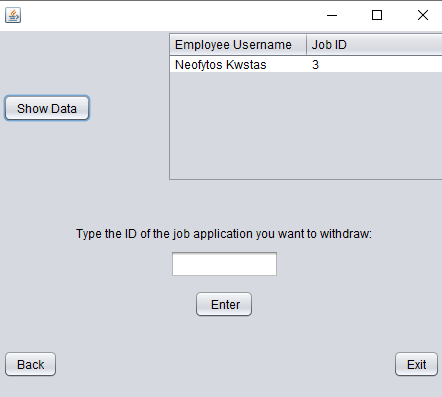 Employee Username Job ID
Neofytos Kwstas 3
Show Data
Type the ID of the job application you want to withdraw:
Enter
Back Exit